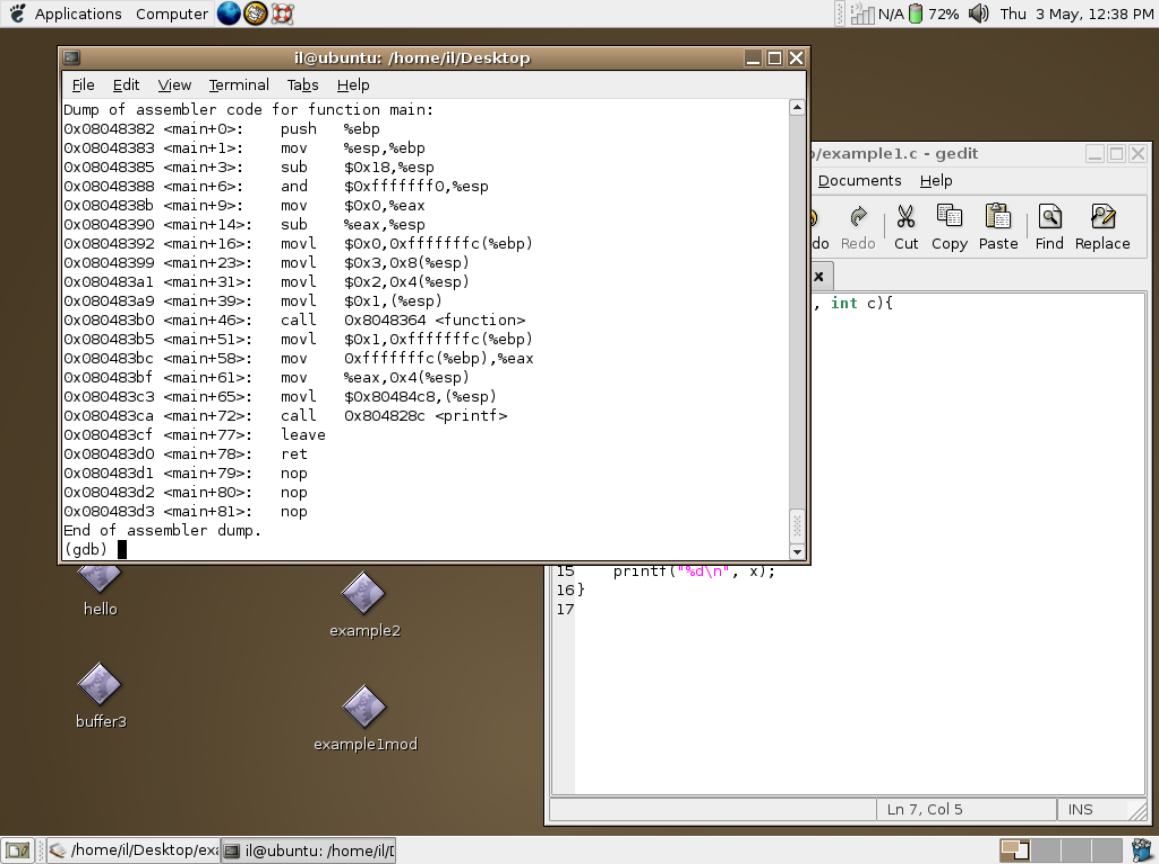 Applications Computer N/A 72% Thu 3 May, 12:38 PM
il@ubuntu: /home/il/Desktop
File Edit View Terminal Tabs Help
Dump of assembler code for function main:
0x08048382 <main+0>: push %ebp
0x08048383 <main+1>: mov %esp,%ebp
0x08048385 <main+3>: sub $0x18,%esp
0x08048388 <main+6>: and $0xfffffff0,%esp
0x0804838b <main+9>: mov $0x0,%eax
0x08048390 <main+14>: sub %eax,%esp
0x08048392 <main+16>: movl $0x0,0xfffffffc(%ebp)
0x08048399 <main+23>: movl $0x3,0x8(%esp)
0x080483a1 <main+31>: movl $0x2,0x4(%esp)
0x080483a9 <main+39>: movl $0x1,(%esp)
0x080483b0 <main+46>: call 0x8048364 <function>
0x080483b5 <main+51>: movl $0x1,0xfffffffc(%ebp)
0x080483bc <main+58>: mov 0xfffffffc(%ebp),%eax
0x080483bf <main+61>: mov %eax,0x4(%esp)
0x080483c3 <main+65>: movl $0x80484c8,(%esp)
0x080483ca <main+72>: call 0x804828c <printf>
0x080483cf <main+77>: leave
0x080483d0 <main+78>: ret
0x080483d1 <main+79>: nop
0x080483d2 <main+80>: nop
0x080483d3 <main+81>: nop
End of assembler dump.
(gdb)
/example1.c - gedit
Documents Help
do Redo Cut Copy Paste Find Replace
, int c){
15 printf("%d\n", x);
16 }
17
Ln 7, Col 5 INS
hello
example2
buffer3
example1mod
/home/il/Desktop/exa il@ubuntu: /home/il/D